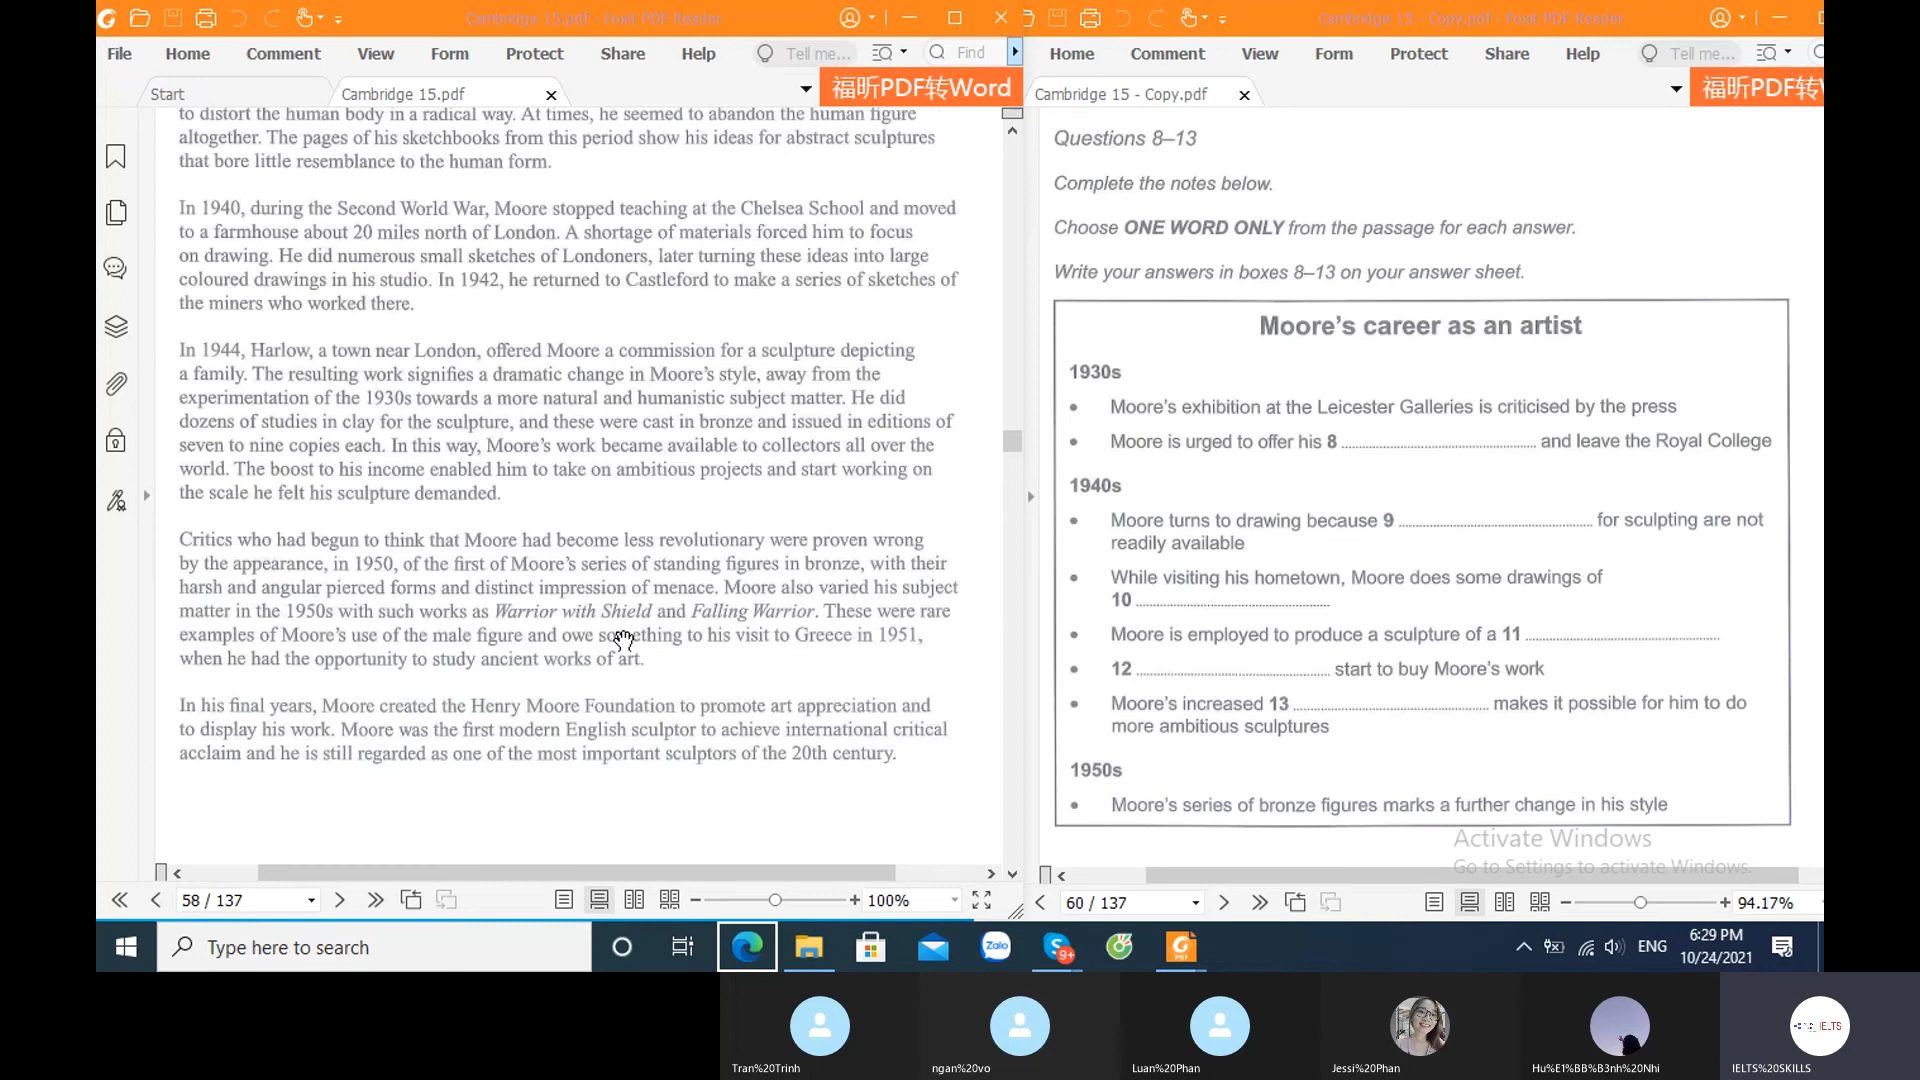 Cambridge 15.pdf - Foxit PDF Reader
File Home Comment View Form Protect Share Help Tell me... Find
Start Cambridge 15.pdf 福昕PDF转Word
to distort the human body in a radical way. At times, he seemed to abandon the human figure
altogether. The pages of his sketchbooks from this period show his ideas for abstract sculptures
that bore little resemblance to the human form.
In 1940, during the Second World War, Moore stopped teaching at the Chelsea School and moved
to a farmhouse about 20 miles north of London. A shortage of materials forced him to focus
on drawing. He did numerous small sketches of Londoners, later turning these ideas into large
coloured drawings in his studio. In 1942, he returned to Castleford to make a series of sketches of
the miners who worked there.
In 1944, Harlow, a town near London, offered Moore a commission for a sculpture depicting
a family. The resulting work signifies a dramatic change in Moore's style, away from the
experimentation of the 1930s towards a more natural and humanistic subject matter. He did
dozens of studies in clay for the sculpture, and these were cast in bronze and issued in editions of
seven to nine copies each. In this way, Moore's work became available to collectors all over the
world. The boost to his income enabled him to take on ambitious projects and start working on
the scale he felt his sculpture demanded.
Critics who had begun to think that Moore had become less revolutionary were proven wrong
by the appearance, in 1950, of the first of Moore's series of standing figures in bronze, with their
harsh and angular pierced forms and distinct impression of menace. Moore also varied his subject
matter in the 1950s with such works as Warrior with Shield and Falling Warrior. These were rare
examples of Moore's use of the male figure and owe something to his visit to Greece in 1951,
when he had the opportunity to study ancient works of art.
In his final years, Moore created the Henry Moore Foundation to promote art appreciation and
to display his work. Moore was the first modern English sculptor to achieve international critical
acclaim and he is still regarded as one of the most important sculptors of the 20th century.
58 / 137 100%
Cambridge 15 - Copy.pdf - Foxit PDF Reader
Home Comment View Form Protect Share Help Tell me...
Cambridge 15 - Copy.pdf 福昕PDF转
Questions 8–13
Complete the notes below.
Choose ONE WORD ONLY from the passage for each answer.
Write your answers in boxes 8–13 on your answer sheet.
Moore's career as an artist
1930s
• Moore's exhibition at the Leicester Galleries is criticised by the press
• Moore is urged to offer his 8 .................... and leave the Royal College
1940s
• Moore turns to drawing because 9 .................... for sculpting are not
readily available
• While visiting his hometown, Moore does some drawings of
10 ....................
• Moore is employed to produce a sculpture of a 11 ....................
• 12 .................... start to buy Moore's work
• Moore's increased 13 .................... makes it possible for him to do
more ambitious sculptures
1950s
• Moore's series of bronze figures marks a further change in his style
Activate Windows
Go to Settings to activate Windows.
60 / 137 94.17%
Type here to search
Zalo
9+
PDF
ENG
6:29 PM
10/24/2021
Tran%20Trinh
ngan%20vo
Luan%20Phan
Jessi%20Phan
Hu%E1%BB%B3nh%20Nhi
IELTS
IELTS%20SKILLS